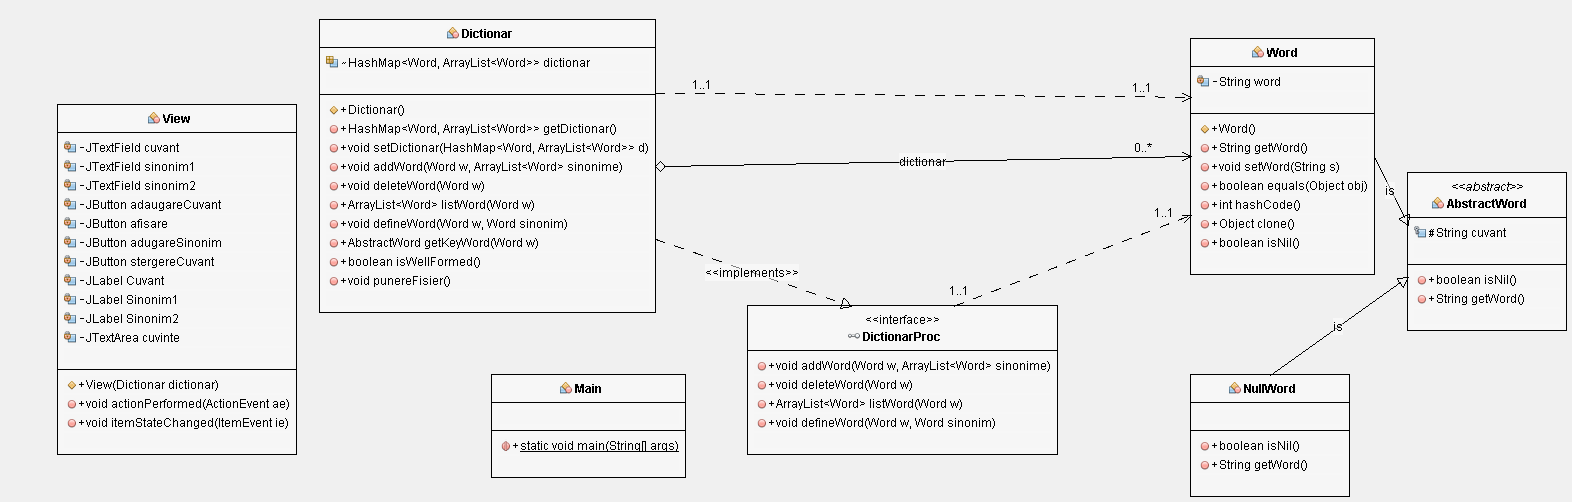 View
-JTextField cuvant
-JTextField sinonim1
-JTextField sinonim2
-JButton adaugareCuvant
-JButton afisare
-JButton adugareSinonim
-JButton stergereCuvant
-JLabel Cuvant
-JLabel Sinonim1
-JLabel Sinonim2
-JTextArea cuvinte
+View(Dictionar dictionar)
+void actionPerformed(ActionEvent ae)
+void itemStateChanged(ItemEvent ie)
Dictionar
~HashMap<Word, ArrayList<Word>> dictionar
+Dictionar()
+HashMap<Word, ArrayList<Word>> getDictionar()
+void setDictionar(HashMap<Word, ArrayList<Word>> d)
+void addWord(Word w, ArrayList<Word> sinonime)
+void deleteWord(Word w)
+ArrayList<Word> listWord(Word w)
+void defineWord(Word w, Word sinonim)
+AbstractWord getKeyWord(Word w)
+boolean isWellFormed()
+void punereFisier()
1..1
1..1
dictionar
0..*
<<implements>>
1..1
1..1
Main
+static void main(String[] args)
<<interface>>
DictionarProc
+void addWord(Word w, ArrayList<Word> sinonime)
+void deleteWord(Word w)
+ArrayList<Word> listWord(Word w)
+void defineWord(Word w, Word sinonim)
Word
-String word
+Word()
+String getWord()
+void setWord(String s)
+boolean equals(Object obj)
+int hashCode()
+Object clone()
+boolean isNil()
is
<<abstract>>
AbstractWord
#String cuvant
+boolean isNil()
+String getWord()
is
NullWord
+boolean isNil()
+String getWord()